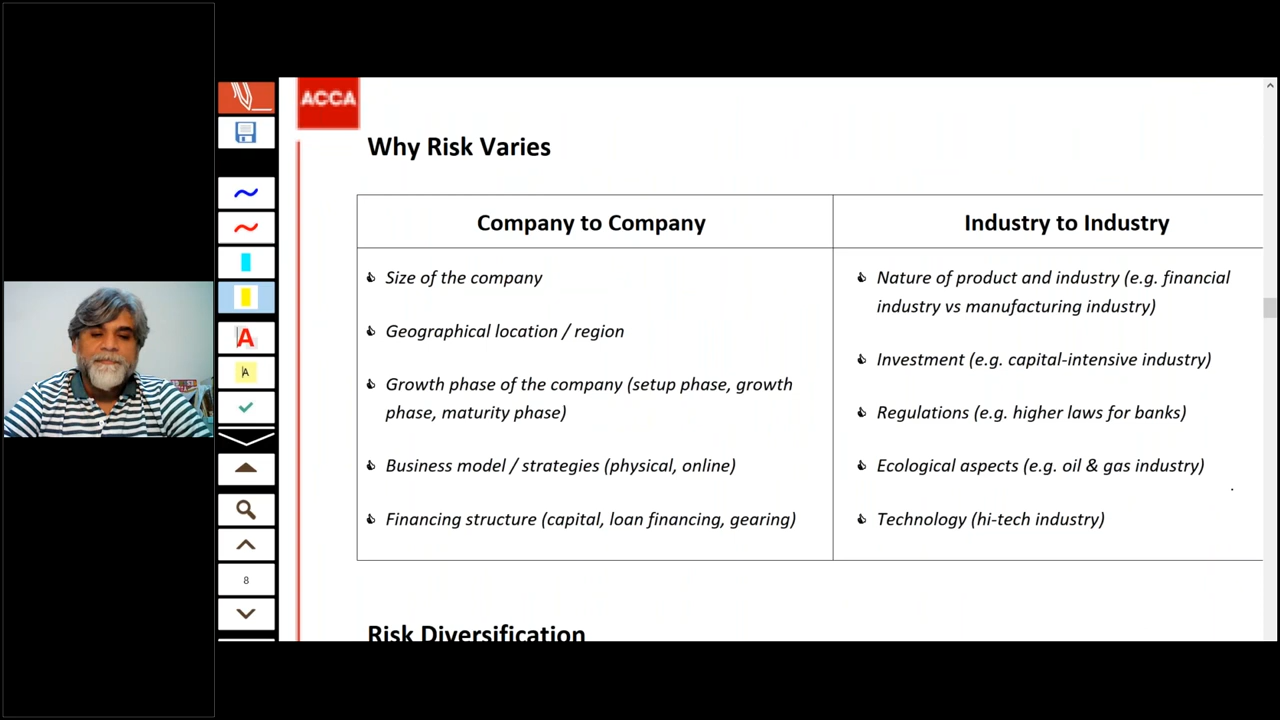 ACCA
Why Risk Varies
Company to Company
Industry to Industry
Size of the company
Geographical location / region
Growth phase of the company (setup phase, growth
phase, maturity phase)
Business model / strategies (physical, online)
Financing structure (capital, loan financing, gearing)
Nature of product and industry (e.g. financial
industry vs manufacturing industry)
Investment (e.g. capital-intensive industry)
Regulations (e.g. higher laws for banks)
Ecological aspects (e.g. oil & gas industry)
Technology (hi-tech industry)
Risk Diversification
A
A
8